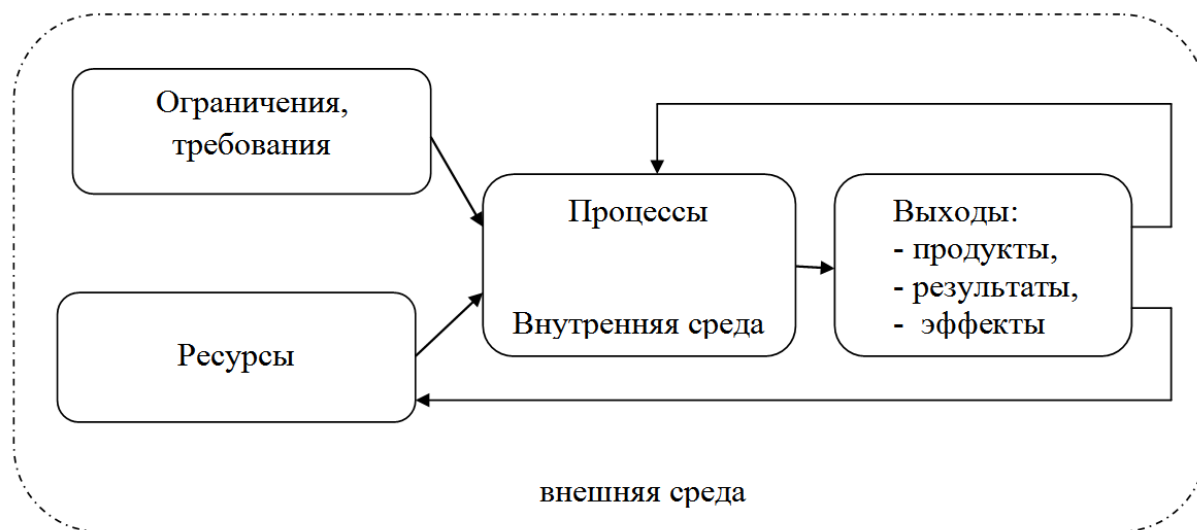 Ограничения,
требования
Процессы
Внутренняя среда
Выходы:
- продукты,
- результаты,
- эффекты
Ресурсы
внешняя среда